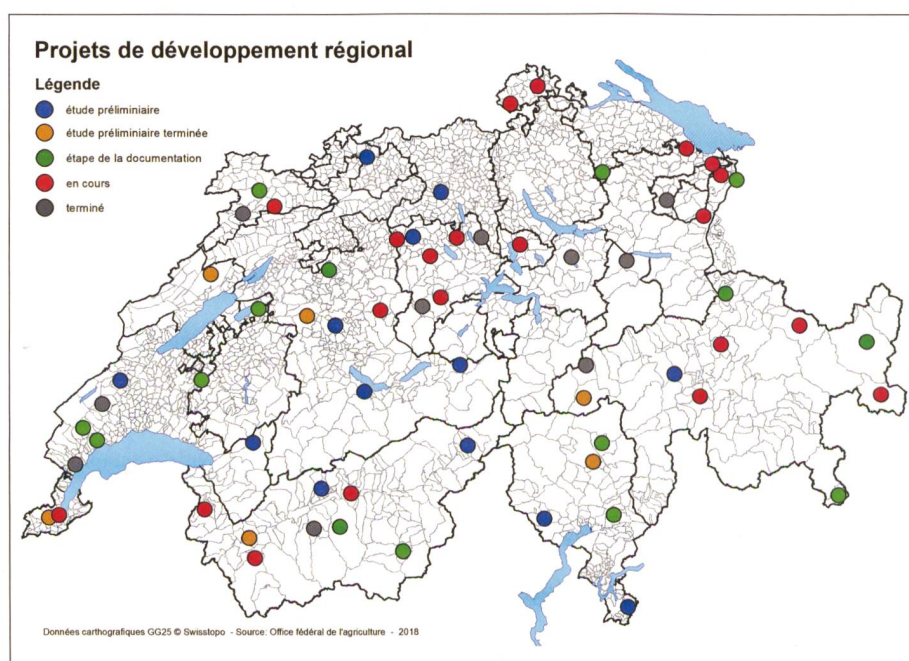 Projets de développement régional
Légende
étude préliminiaire
étude préliminiaire terminée
étape de la documentation
en cours
terminé
Données carthografiques GG25 © Swisstopo - Source: Office fédéral de l'agriculture - 2018